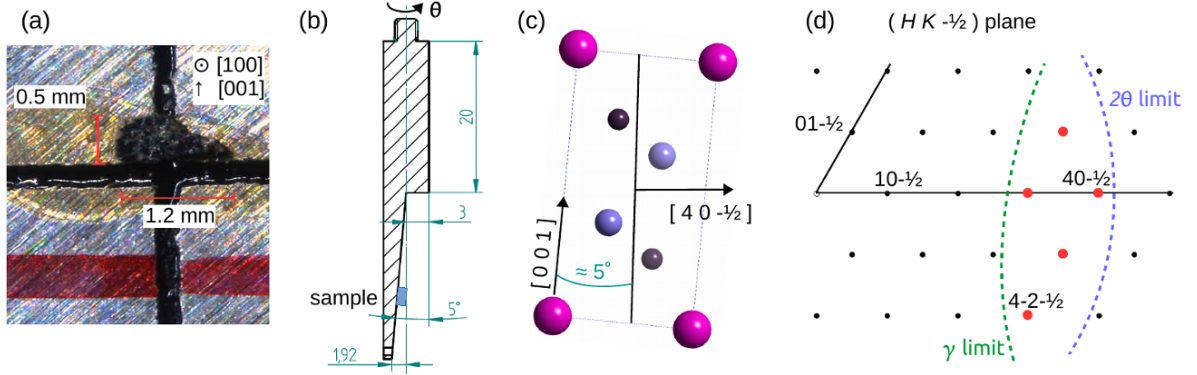 (a)
⊙ [100]
↑ [001]
0.5 mm
1.2 mm
(b)
θ
20
3
sample
5°
1,92
(c)
[ 4 0 -½ ]
[ 0 0 1 ]
≈ 5°
(d)
( H K -½ ) plane
2θ limit
01-½
10-½
40-½
4-2-½
γ limit